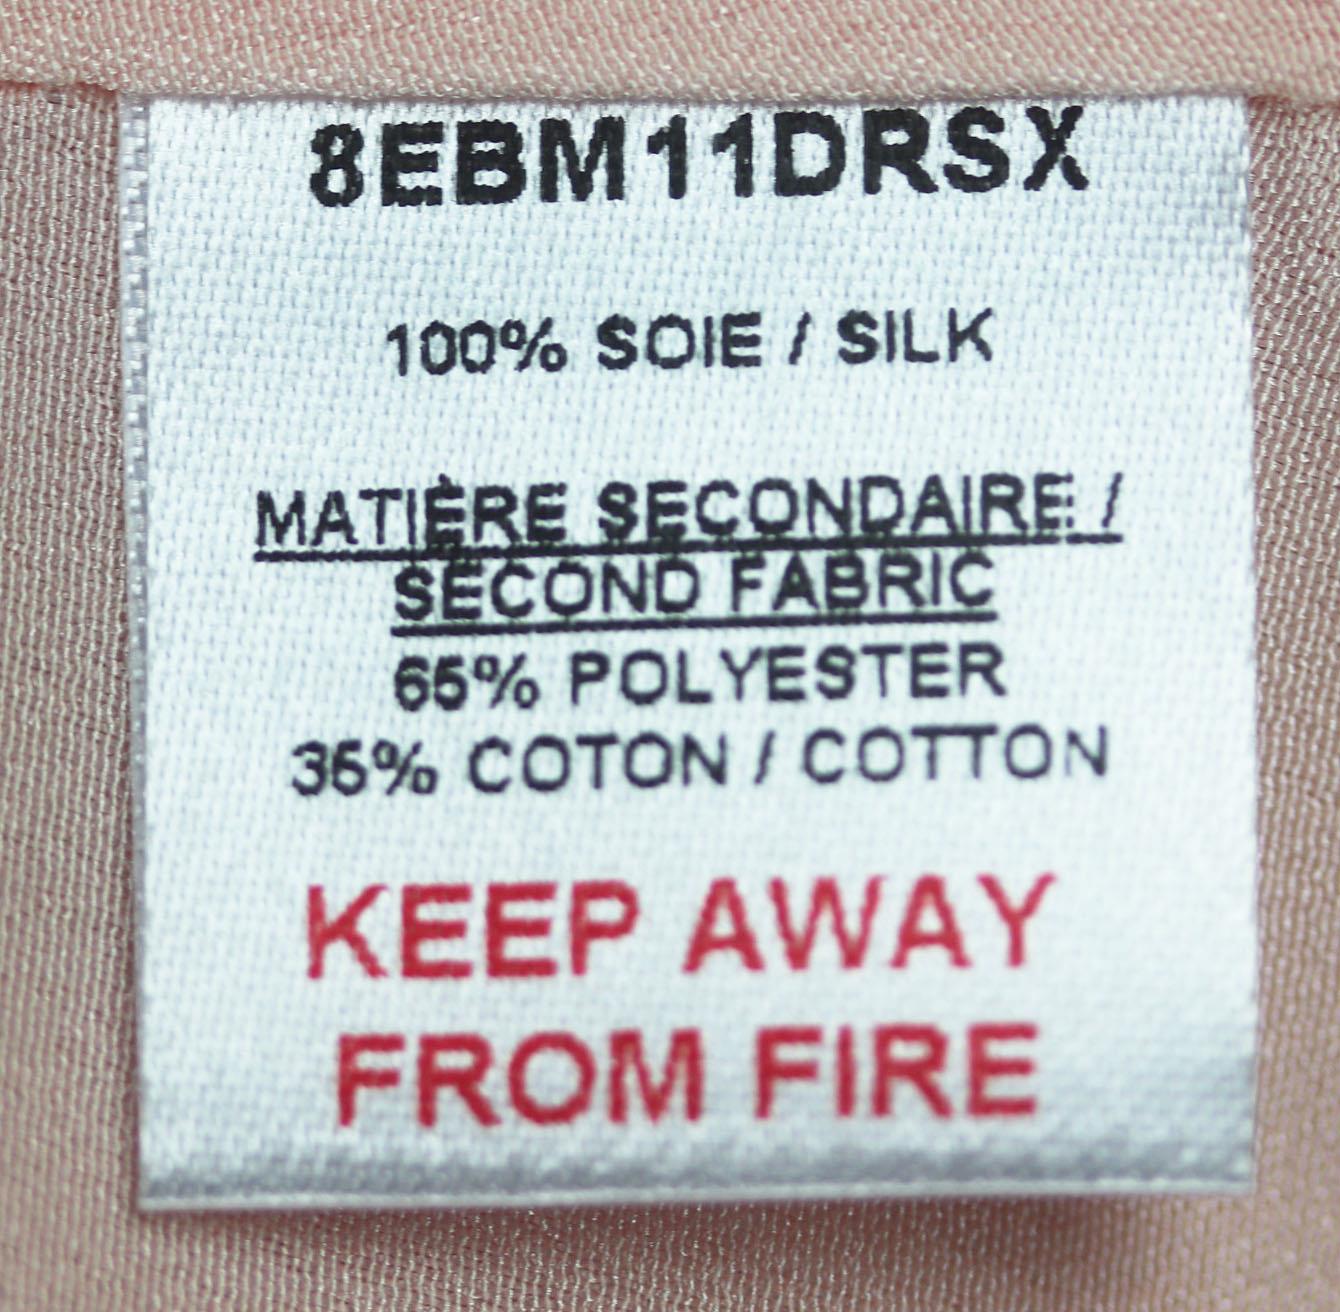 8EBM11DRSX
100% SOIE / SILK
MATIÈRE SECONDAIRE /
SECOND FABRIC
65% POLYESTER
35% COTON / COTTON
KEEP AWAY
FROM FIRE